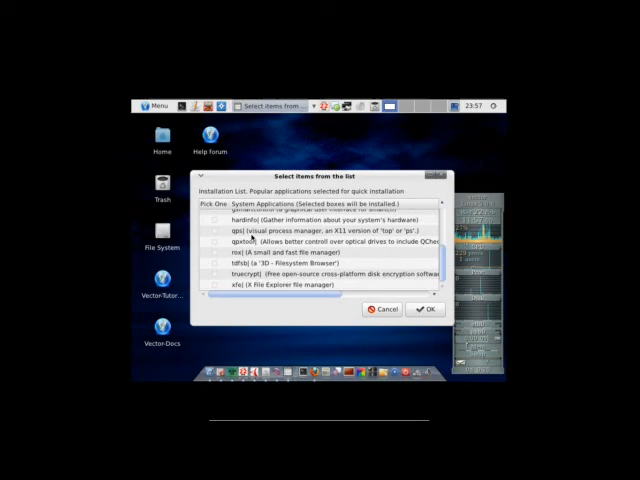 Menu
Select items from ...
23:57
Home
Help forum
Trash
File System
Vector-Tutor...
Vector-Docs
Select items from the list
Installation List. Popular applications selected for quick installation
Pick One System Applications (Selected boxes will be installed.)
hardinfo| (Gather information about your system's hardware)
qps| (visual process manager, an X11 version of 'top' or 'ps'.)
qpxtool| (Allows better controll over optical drives to include QChec
rox| (A small and fast file manager)
tdfsb| (a '3D - Filesystem Browser')
truecrypt| (Free open-source cross-platform disk encryption softwa
xfe| (X File Explorer file manager)
Cancel
OK